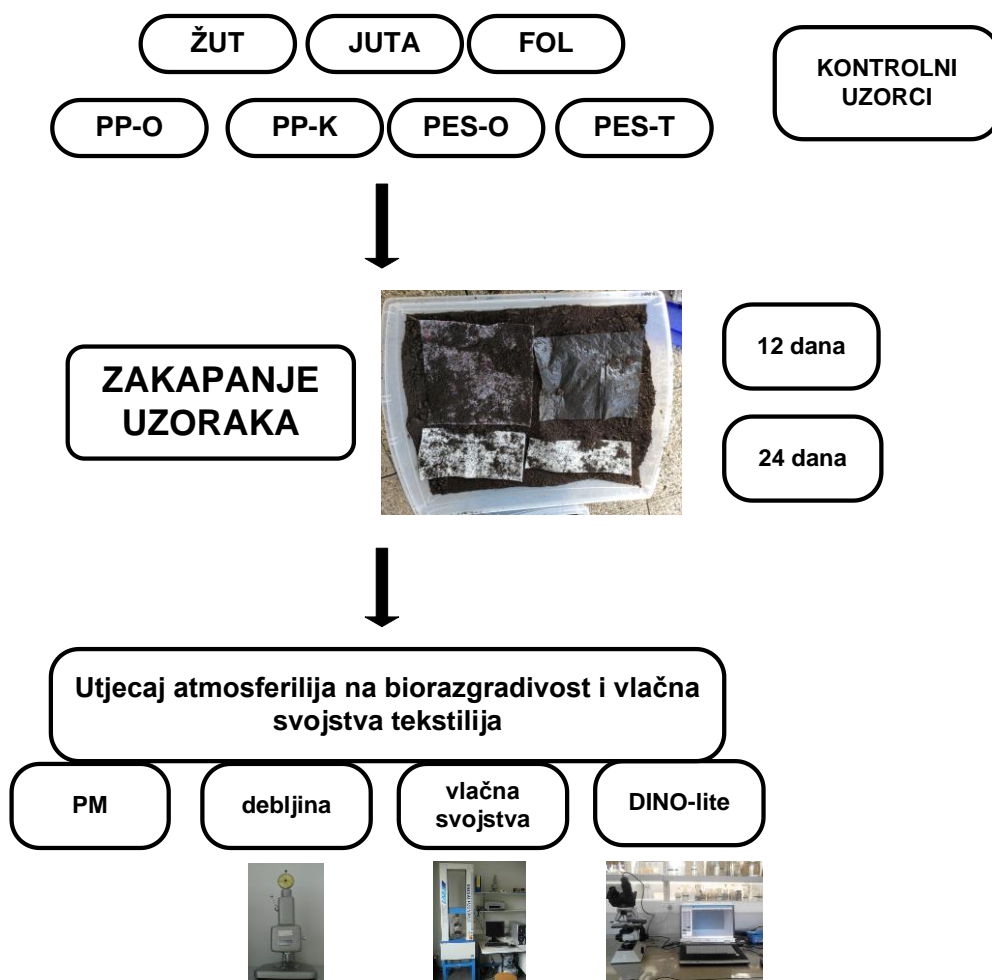 ŽUT
JUTA
FOL
KONTROLNI
UZORCI
PP-O
PP-K
PES-O
PES-T
ZAKAPANJE
UZORAKA
12 dana
24 dana
Utjecaj atmosferilija na biorazgradivost i vlačna
svojstva tekstilija
PM
debljina
vlačna
svojstva
DINO-lite